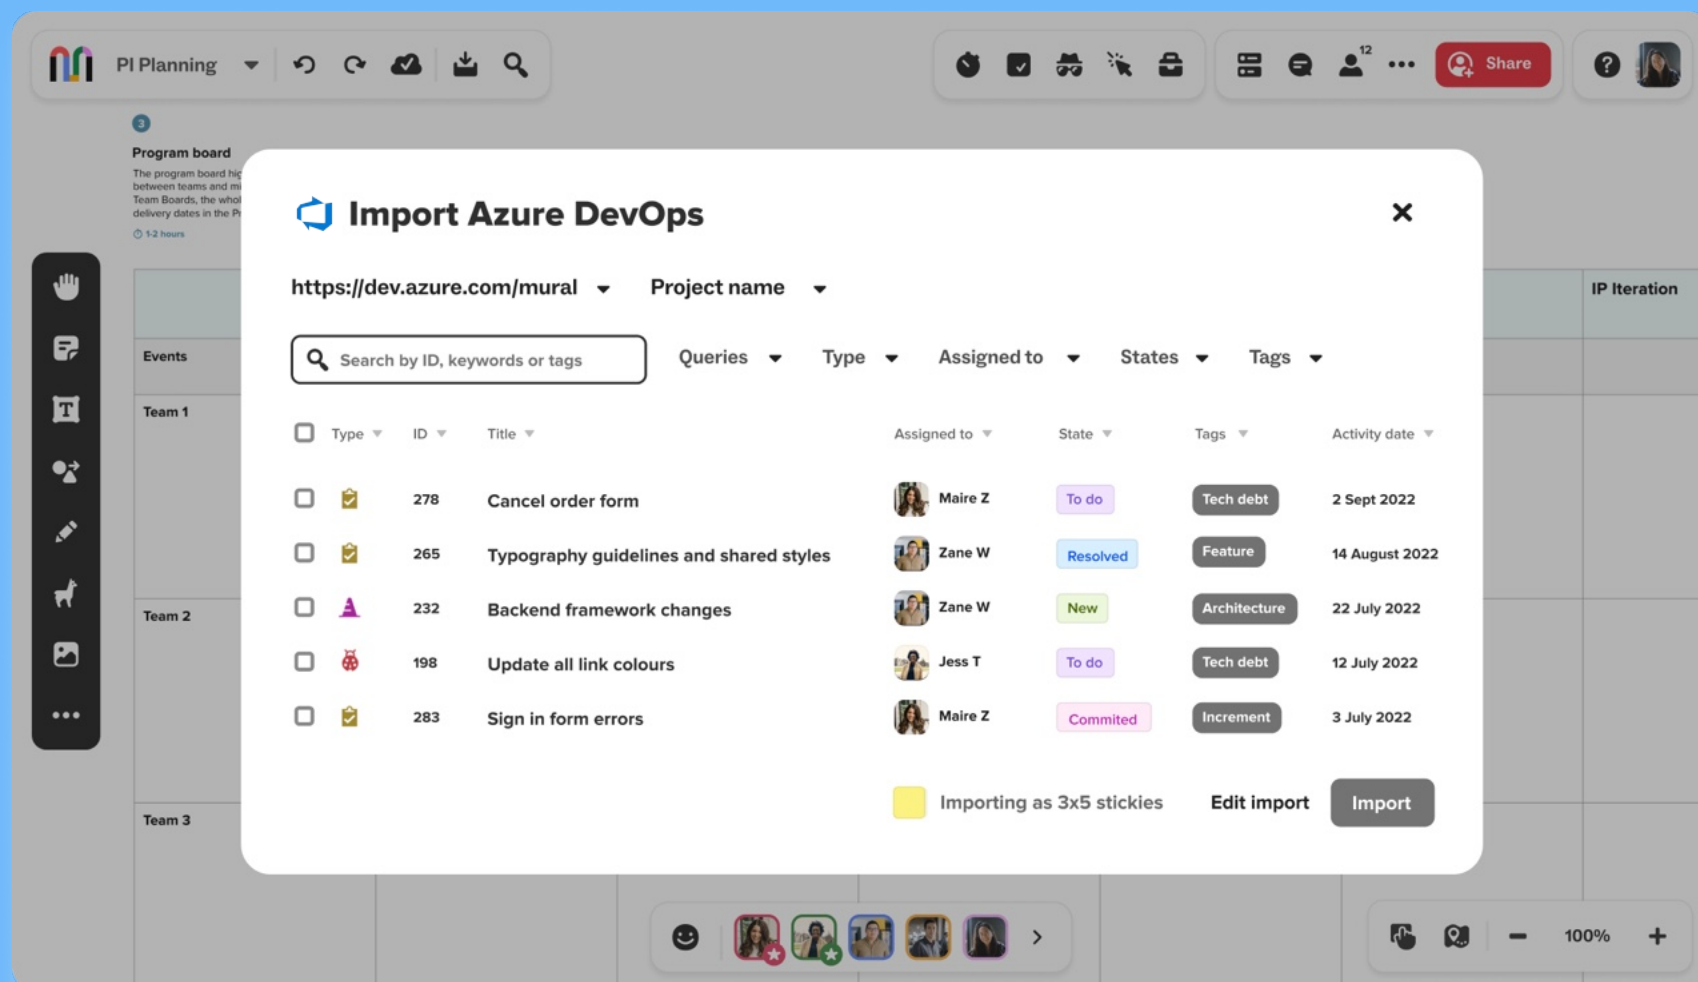 PI Planning
12
Share
3
Program board
The program board hig
between teams and mi
Team Boards, the whol
delivery dates in the Pr
1-2 hours
Import Azure DevOps
https://dev.azure.com/mural Project name
Search by ID, keywords or tags Queries Type Assigned to States Tags
Type ID Title Assigned to State Tags Activity date
278 Cancel order form Maire Z To do Tech debt 2 Sept 2022
265 Typography guidelines and shared styles Zane W Resolved Feature 14 August 2022
232 Backend framework changes Zane W New Architecture 22 July 2022
198 Update all link colours Jess T To do Tech debt 12 July 2022
283 Sign in form errors Maire Z Commited Increment 3 July 2022
Importing as 3x5 stickies Edit import Import
IP Iteration
Events
Team 1
Team 2
Team 3
T
100%